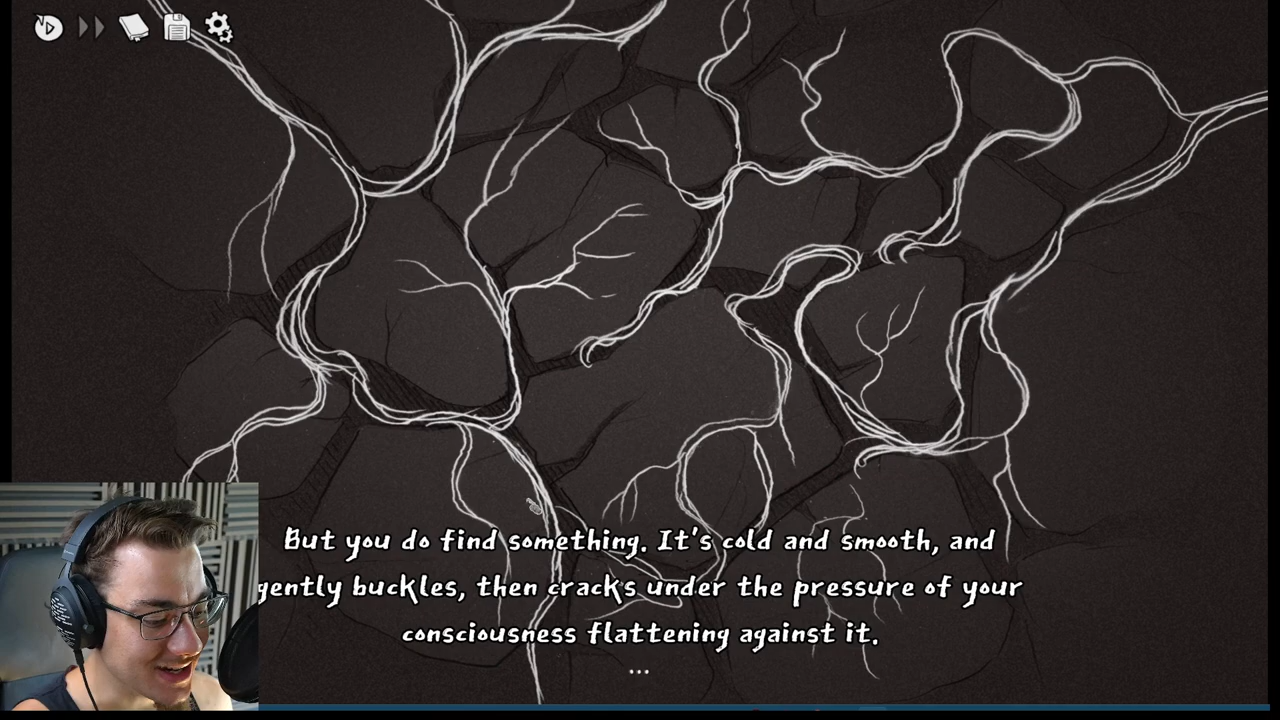 But you do find something. It's cold and smooth, and
gently buckles, then cracks under the pressure of your
consciousness flattening against it.
...